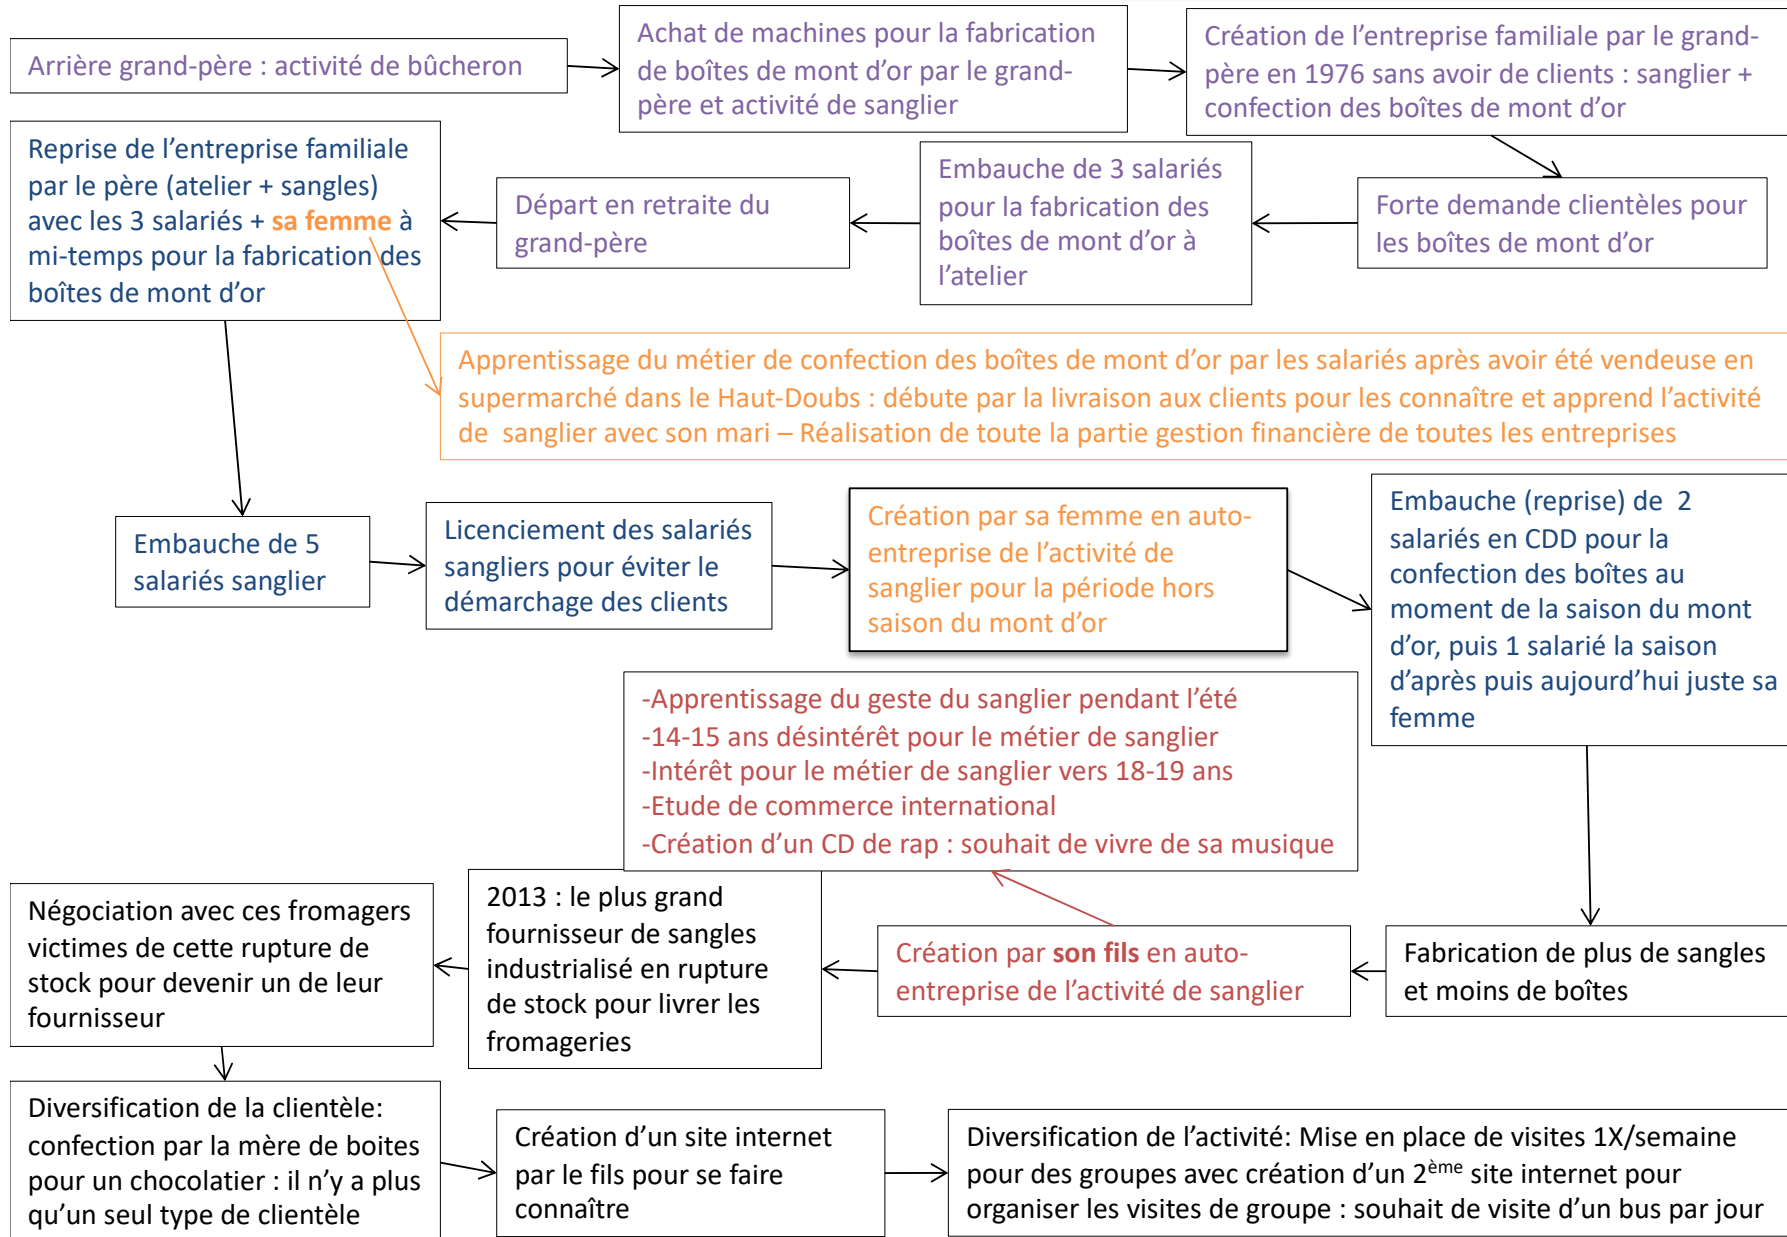 Arrière grand-père : activité de bûcheron
Achat de machines pour la fabrication
de boîtes de mont d'or par le grand-
père et activité de sanglier
Création de l'entreprise familiale par le grand-
père en 1976 sans avoir de clients : sanglier +
confection des boîtes de mont d'or
Forte demande clientèles pour
les boîtes de mont d'or
Embauche de 3 salariés
pour la fabrication des
boîtes de mont d'or à
l'atelier
Départ en retraite du
grand-père
Reprise de l'entreprise familiale
par le père (atelier + sangles)
avec les 3 salariés + sa femme à
mi-temps pour la fabrication des
boîtes de mont d'or
Apprentissage du métier de confection des boîtes de mont d'or par les salariés après avoir été vendeuse en
supermarché dans le Haut-Doubs : débute par la livraison aux clients pour les connaître et apprend l'activité
de sanglier avec son mari – Réalisation de toute la partie gestion financière de toutes les entreprises
Embauche de 5
salariés sanglier
Licenciement des salariés
sangliers pour éviter le
démarchage des clients
Création par sa femme en auto-
entreprise de l'activité de
sanglier pour la période hors
saison du mont d'or
Embauche (reprise) de 2
salariés en CDD pour la
confection des boîtes au
moment de la saison du mont
d'or, puis 1 salarié la saison
d'après puis aujourd'hui juste sa
femme
Fabrication de plus de sangles
et moins de boîtes
Création par son fils en auto-
entreprise de l'activité de sanglier
-Apprentissage du geste du sanglier pendant l'été
-14-15 ans désintérêt pour le métier de sanglier
-Intérêt pour le métier de sanglier vers 18-19 ans
-Etude de commerce international
-Création d'un CD de rap : souhait de vivre de sa musique
2013 : le plus grand
fournisseur de sangles
industrialisé en rupture
de stock pour livrer les
fromageries
Négociation avec ces fromagers
victimes de cette rupture de
stock pour devenir un de leur
fournisseur
Diversification de la clientèle:
confection par la mère de boites
pour un chocolatier : il n'y a plus
qu'un seul type de clientèle
Création d'un site internet
par le fils pour se faire
connaître
Diversification de l'activité: Mise en place de visites 1X/semaine
pour des groupes avec création d'un 2ème site internet pour
organiser les visites de groupe : souhait de visite d'un bus par jour